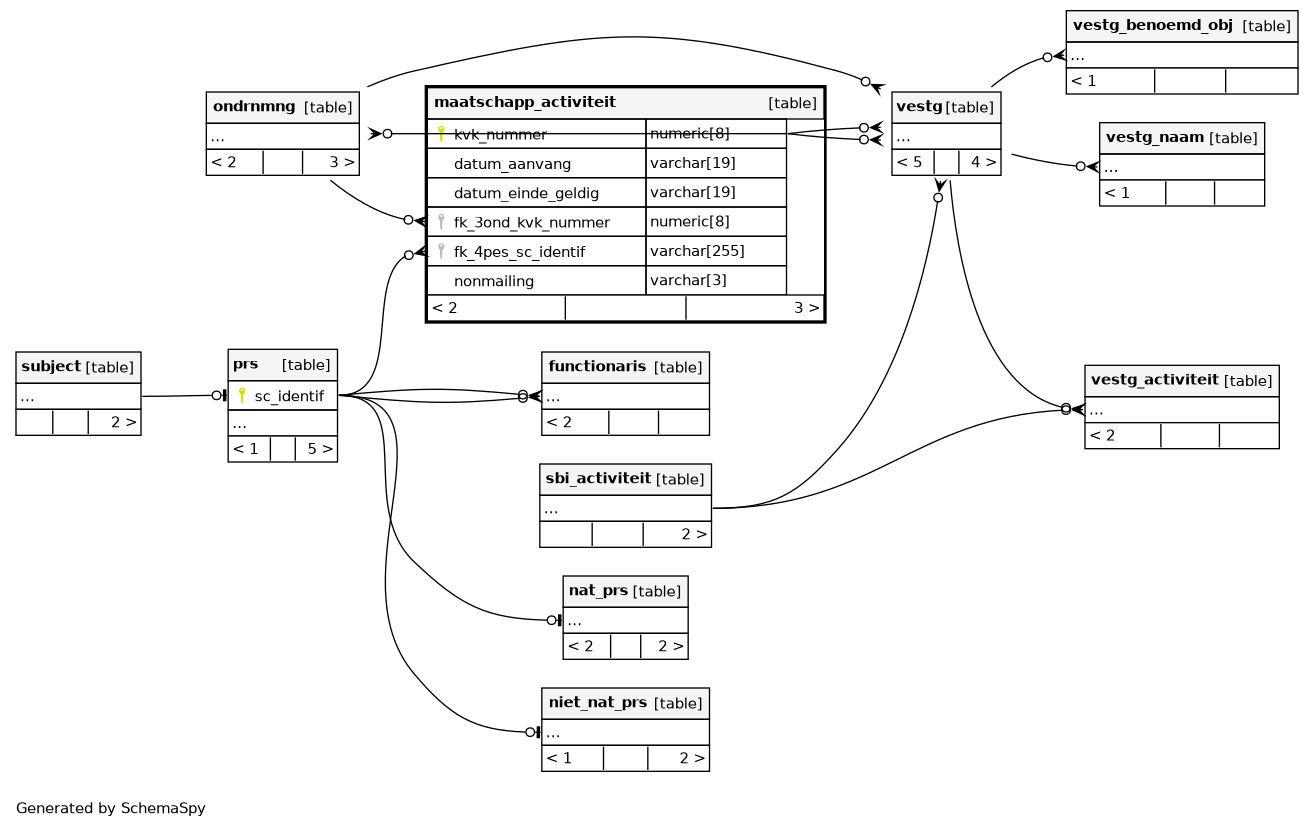 vestg_benoemd_obj [table]
...
< 1
ondrnmng [table]
...
< 2 3 >
maatschapp_activiteit [table]
kvk_nummer numeric[8]
datum_aanvang varchar[19]
datum_einde_geldig varchar[19]
fk_3ond_kvk_nummer numeric[8]
fk_4pes_sc_identif varchar[255]
nonmailing varchar[3]
< 2 3 >
vestg [table]
...
< 5 4 >
vestg_naam [table]
...
< 1
subject [table]
...
2 >
prs [table]
sc_identif
...
< 1 5 >
functionaris [table]
...
< 2
vestg_activiteit [table]
...
< 2
sbi_activiteit [table]
...
2 >
nat_prs [table]
...
< 2 2 >
niet_nat_prs [table]
...
< 1 2 >
Generated by SchemaSpy